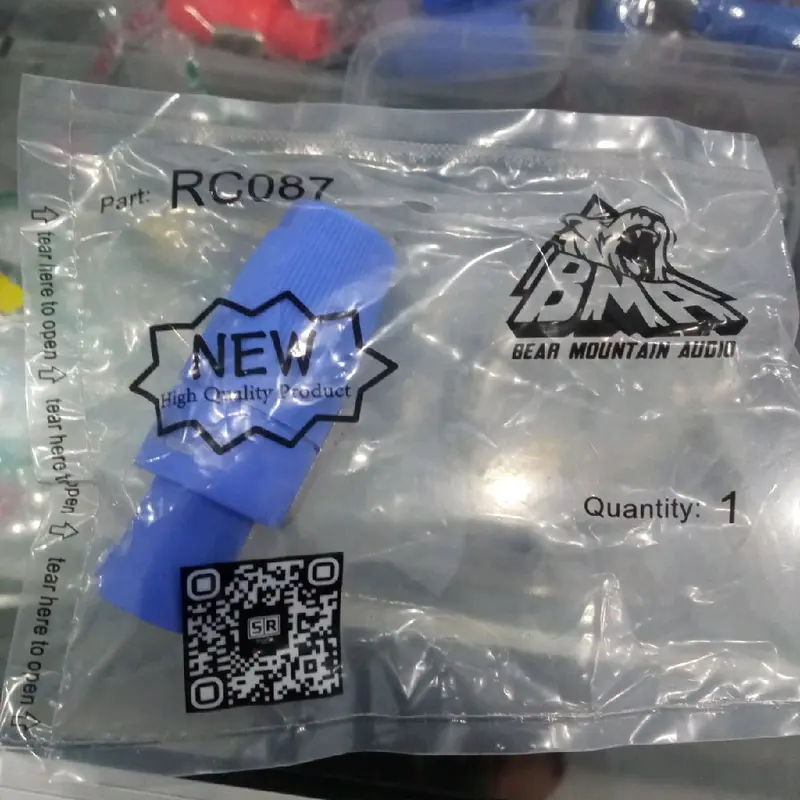 Part: RC087
BMA
BEAR MOUNTAIN AUDIO
NEW
High Quality Product
Quantity: 1
SR
tear here to open
tear here to open
tear here to open